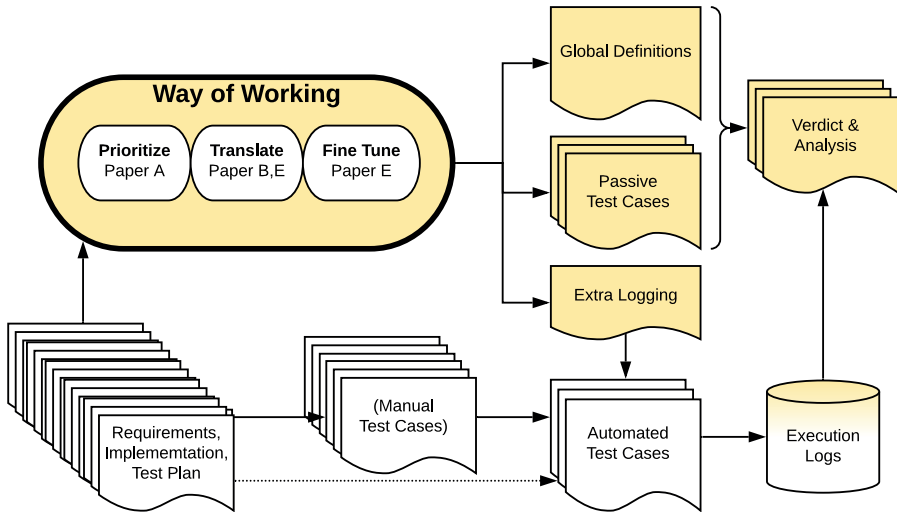 Way of Working
Prioritize
Paper A
Translate
Paper B,E
Fine Tune
Paper E
Global Definitions
Passive
Test Cases
Extra Logging
Verdict &
Analysis
Requirements,
Implememtation,
Test Plan
(Manual
Test Cases)
Automated
Test Cases
Execution
Logs